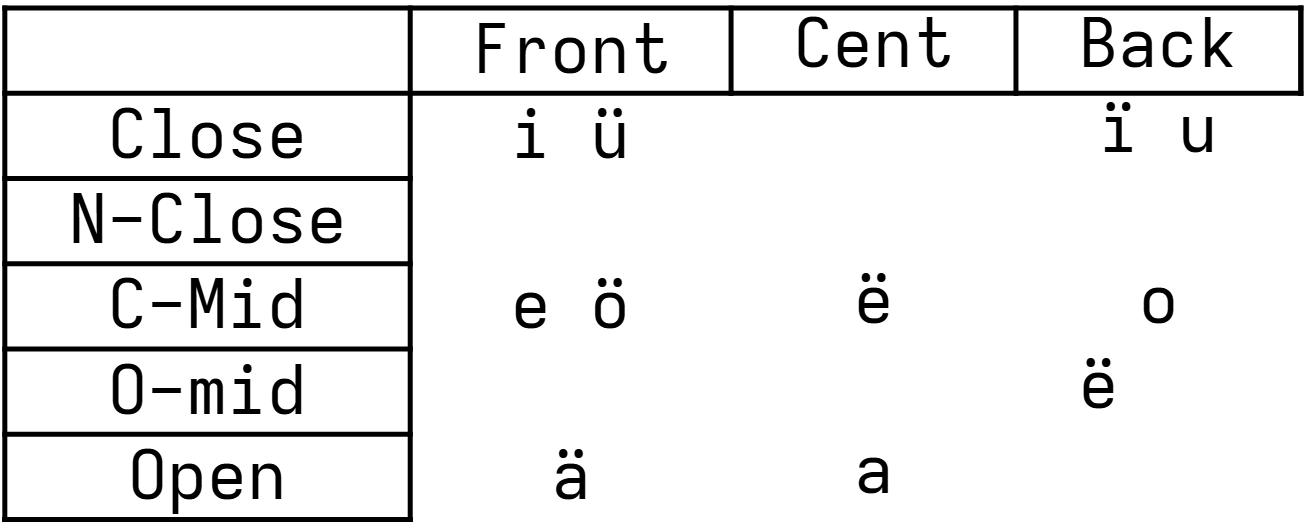 Front Cent Back
Close i ü ï u
N-Close
C-Mid e ö ë o
O-mid ë
Open ä a